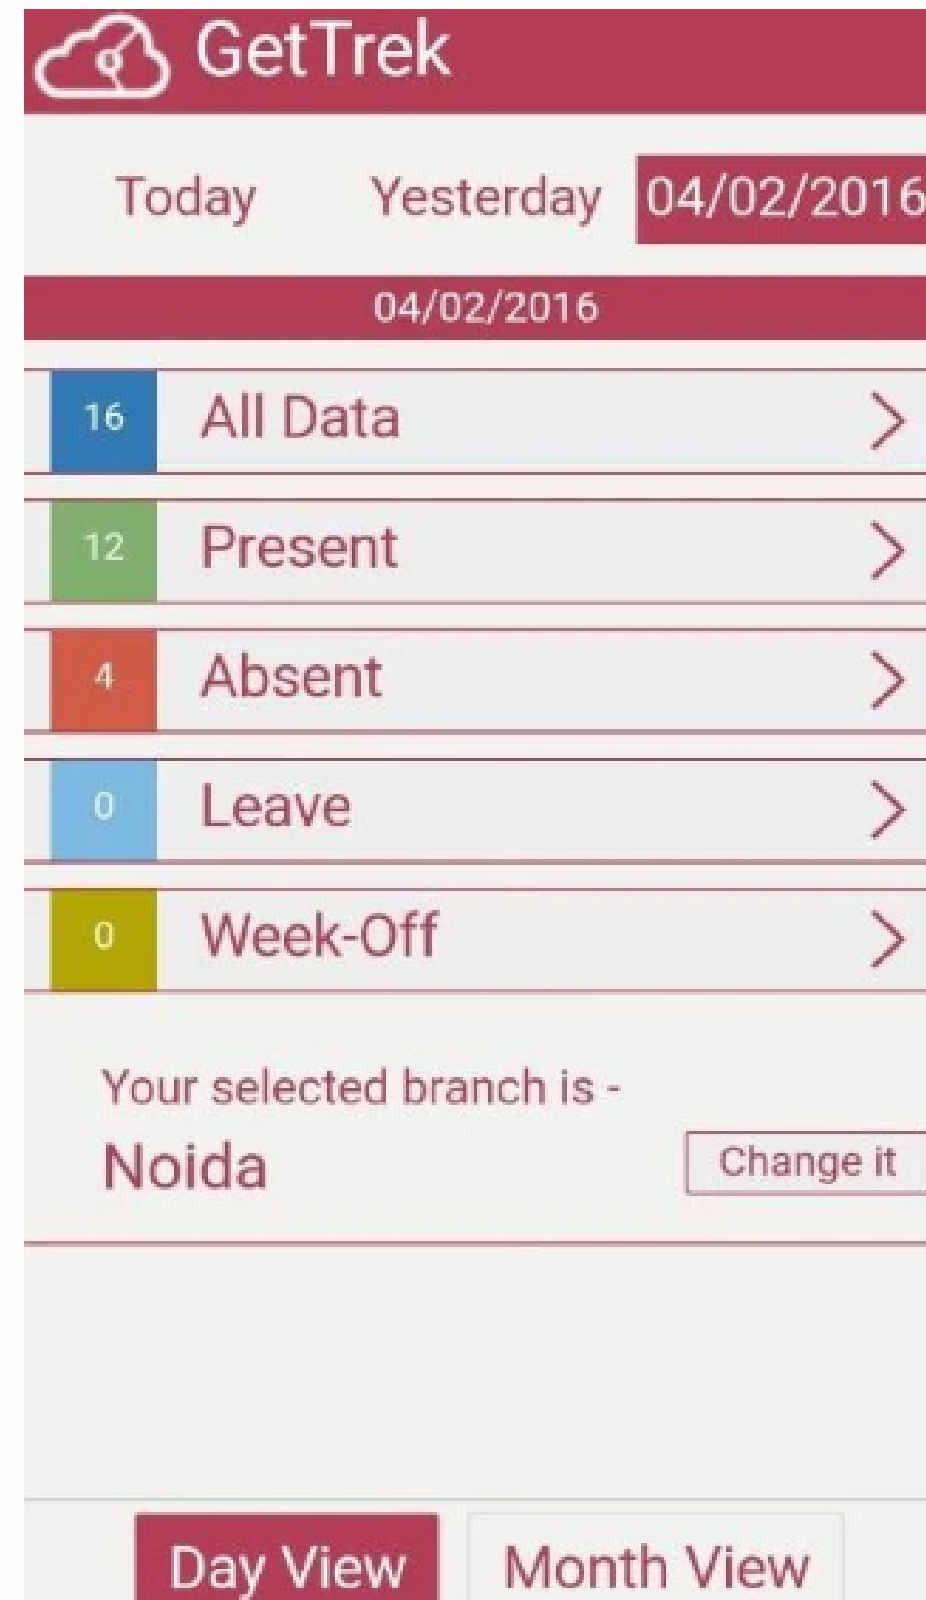 GetTrek
Today Yesterday 04/02/2016
04/02/2016
16 All Data
12 Present
4 Absent
0 Leave
0 Week-Off
Your selected branch is -
Noida Change it
Day View Month View